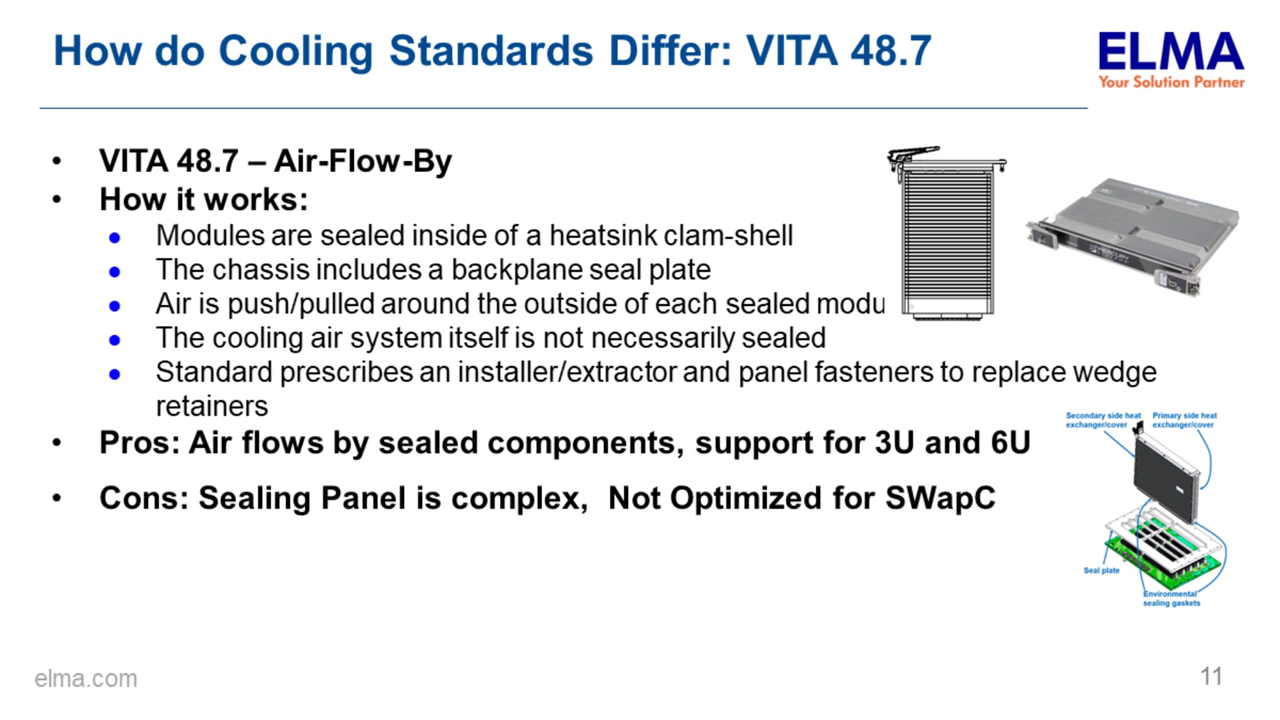 How do Cooling Standards Differ: VITA 48.7
ELMA
Your Solution Partner
• VITA 48.7 – Air-Flow-By
• How it works:
● Modules are sealed inside of a heatsink clam-shell
● The chassis includes a backplane seal plate
● Air is push/pulled around the outside of each sealed modu
● The cooling air system itself is not necessarily sealed
● Standard prescribes an installer/extractor and panel fasteners to replace wedge
retainers
• Pros: Air flows by sealed components, support for 3U and 6U
• Cons: Sealing Panel is complex,  Not Optimized for SWapC
Secondary side heat
exchanger/cover
Primary side heat
exchanger/cover
Seal plate
Environmental
sealing gaskets
elma.com
11